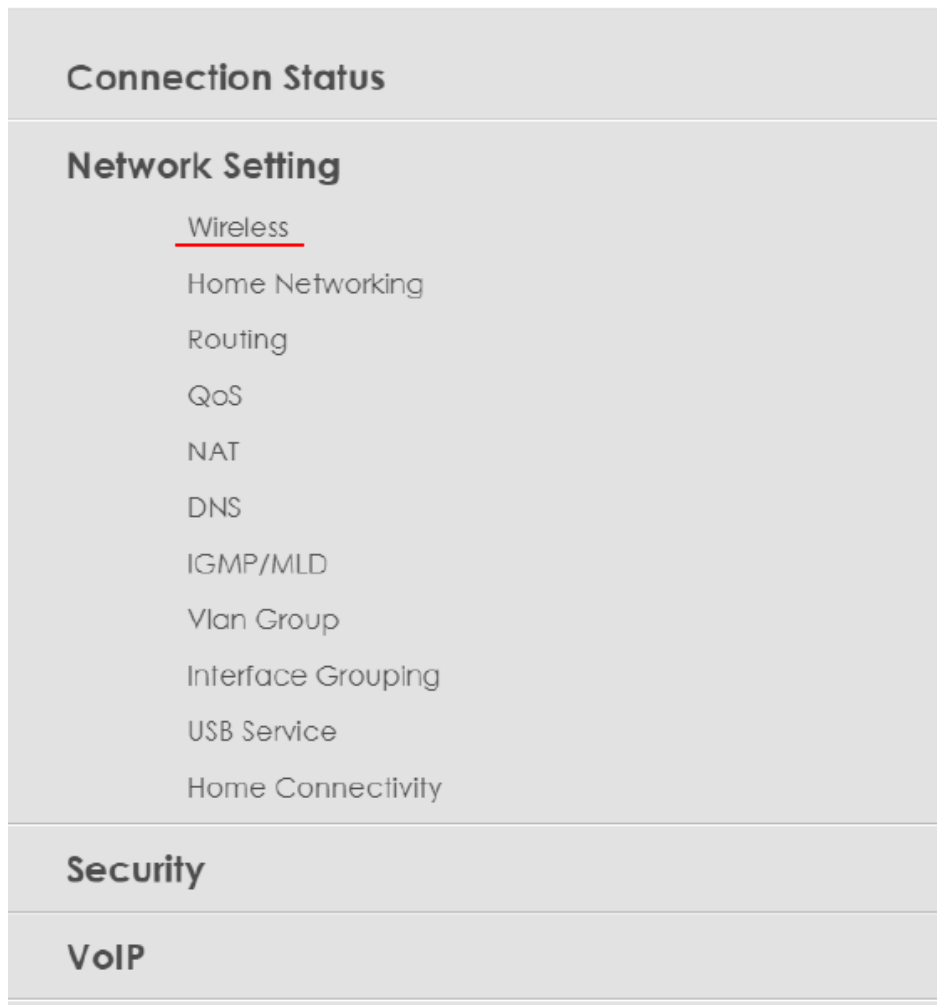 Connection Status
Network Setting
Wireless
Home Networking
Routing
QoS
NAT
DNS
IGMP/MLD
Vlan Group
Interface Grouping
USB Service
Home Connectivity
Security
VoIP